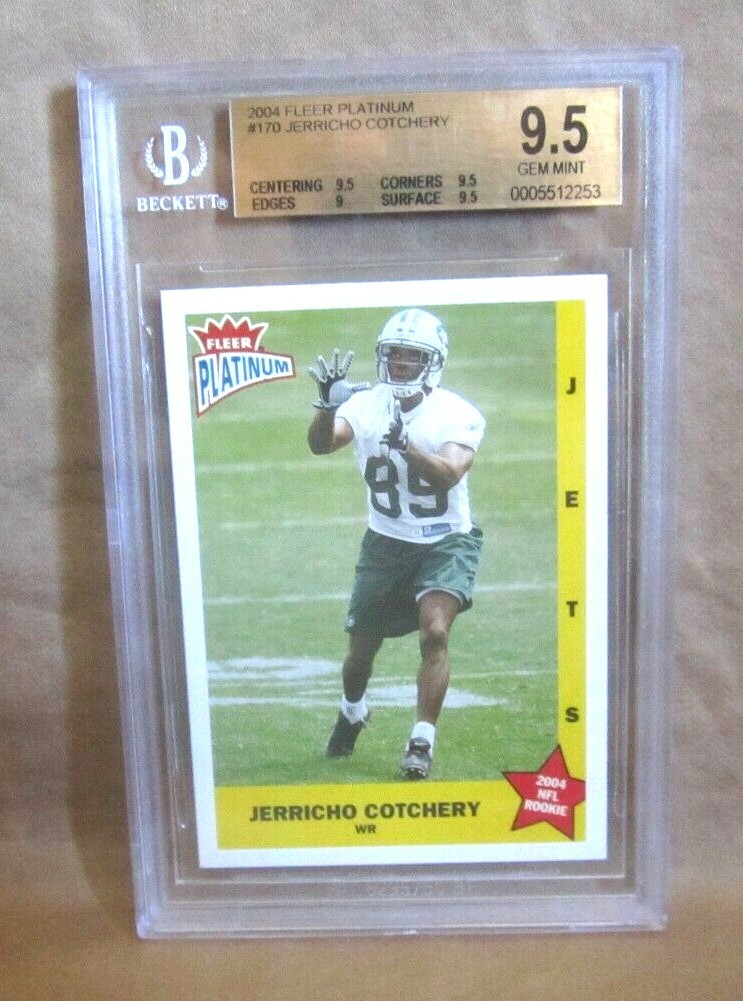 2004 FLEER PLATINUM
#170 JERRICHO COTCHERY
9.5
GEM MINT
CENTERING 9.5 CORNERS 9.5
EDGES 9 SURFACE 9.5
0005512253
B
BECKETT®
FLEER
PLATINUM
89
JETS
2004
NFL
ROOKIE
JERRICHO COTCHERY
WR